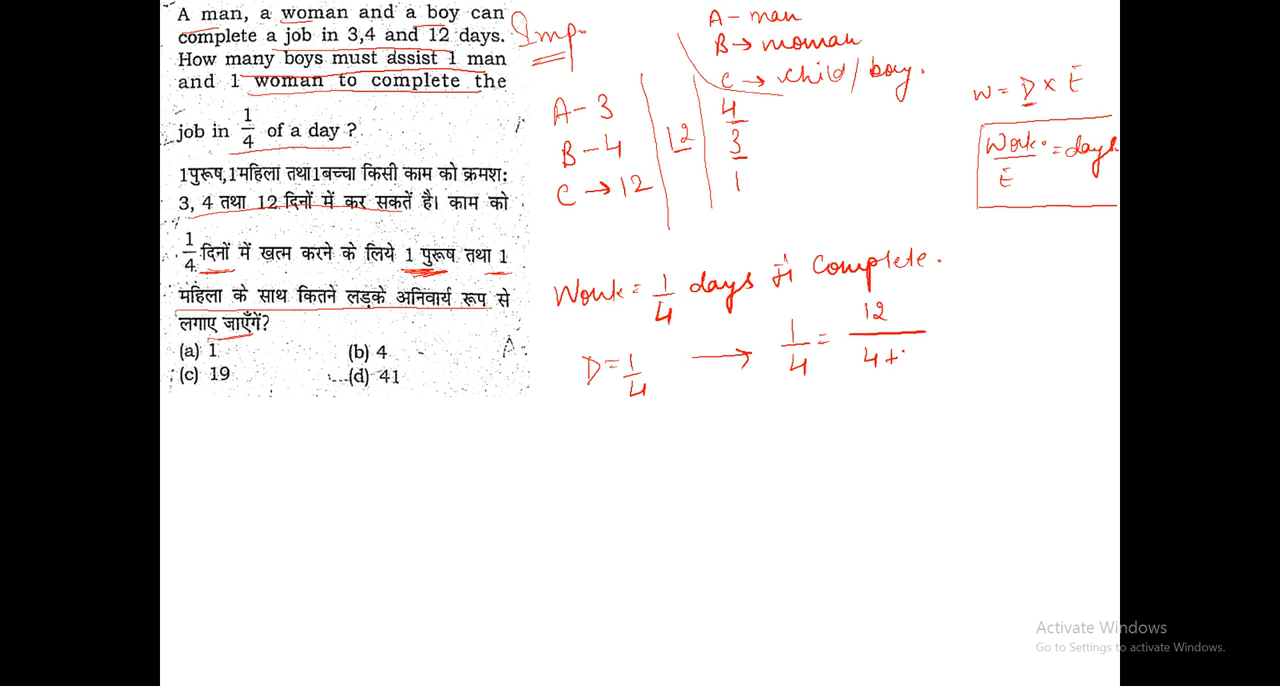 A man, a woman and a boy can
complete a job in 3,4 and 12 days.
How many boys must assist 1 man
and 1 woman to complete the
job in 1/4 of a day ?
1पुरूष,1महिला तथा1बच्चा किसी काम को क्रमश:
3, 4 तथा 12 दिनों में कर सकतें है। काम को
1/4 दिनों में खत्म करने के लिये 1 पुरूष तथा 1
महिला के साथ कितने लड़के अनिवार्य रूप से
लगाए जाएँगें?
(a) 1 (b) 4
(c) 19 (d) 41
Imp-
A - man
B → moman
C → child/boy.
A - 3
B - 4
C → 12
12
4
3
1
W = D × E
Work/E = days
Work = 1/4 days में complete.
D = 1/4 → 1/4 = 12/4+
Activate Windows
Go to Settings to activate Windows.